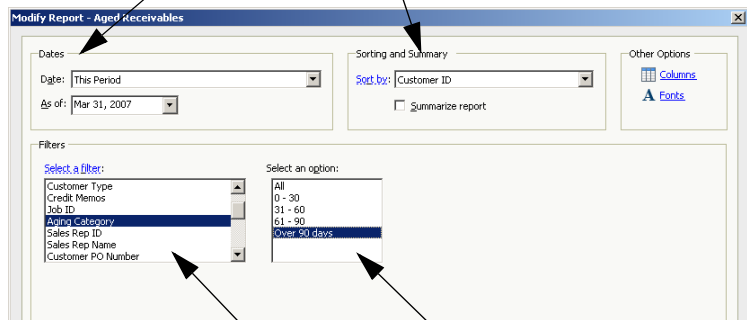 Modify Report - Aged Receivables
Dates
Date: This Period
As of: Mar 31, 2007
Sorting and Summary
Sort by: Customer ID
Summarize report
Other Options
Columns
A Fonts
Filters
Select a filter:
Customer Type
Credit Memos
Job ID
Aging Category
Sales Rep ID
Sales Rep Name
Customer PO Number
Select an option:
All
0 - 30
31 - 60
61 - 90
Over 90 days